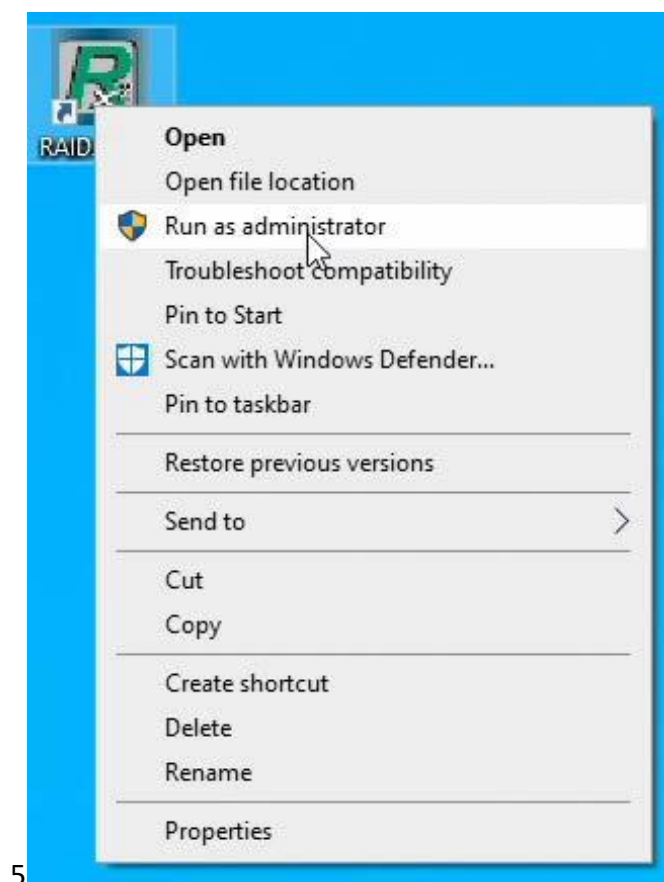 RAID
Open
Open file location
Run as administrator
Troubleshoot compatibility
Pin to Start
Scan with Windows Defender...
Pin to taskbar
Restore previous versions
Send to
Cut
Copy
Create shortcut
Delete
Rename
Properties
5